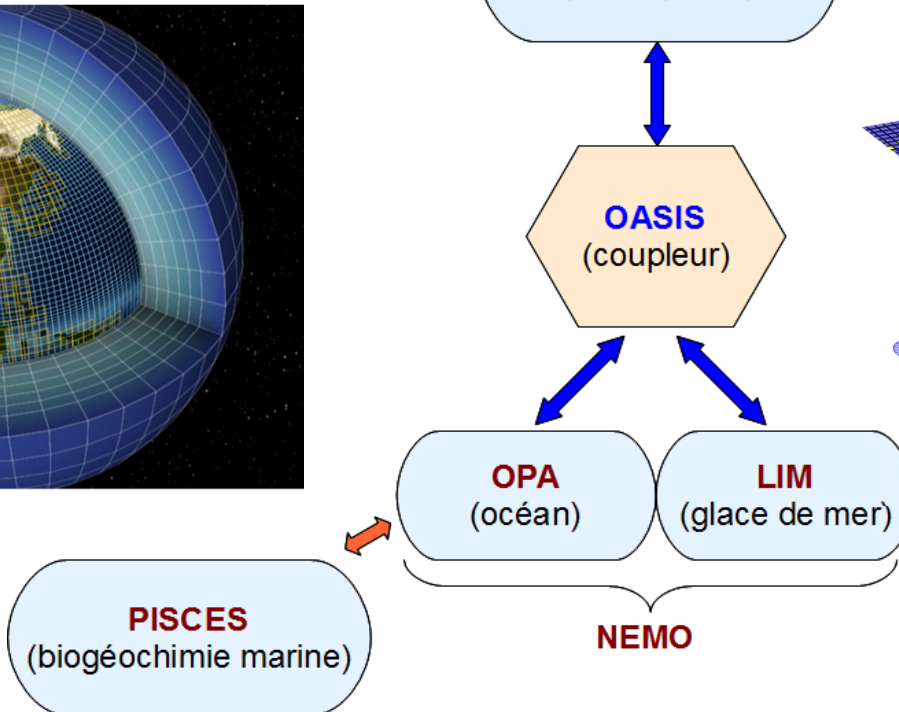 OASIS
(coupleur)
OPA
(océan)
LIM
(glace de mer)
PISCES
(biogéochimie marine)
NEMO